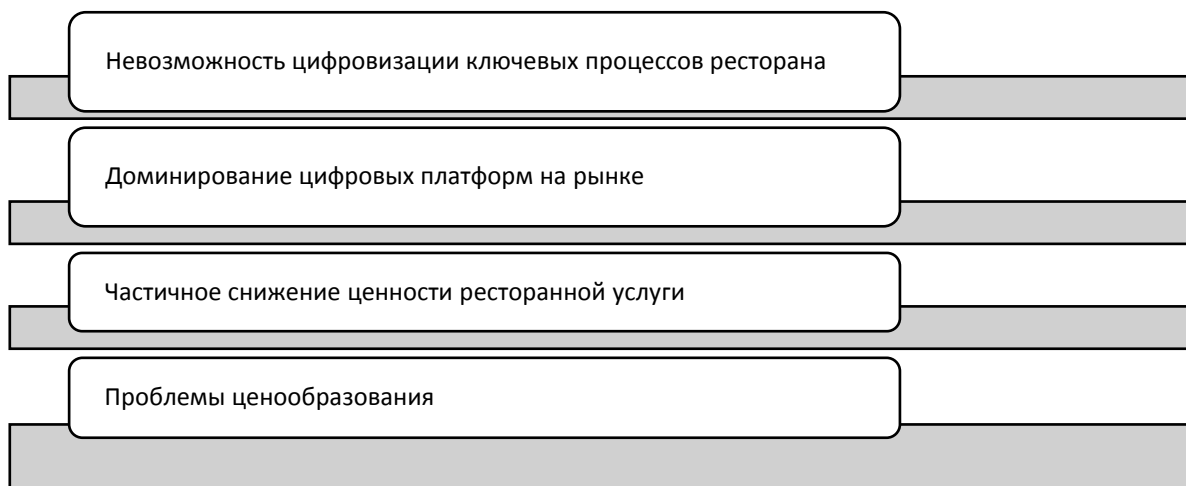 Невозможность цифровизации ключевых процессов ресторана
Доминирование цифровых платформ на рынке
Частичное снижение ценности ресторанной услуги
Проблемы ценообразования